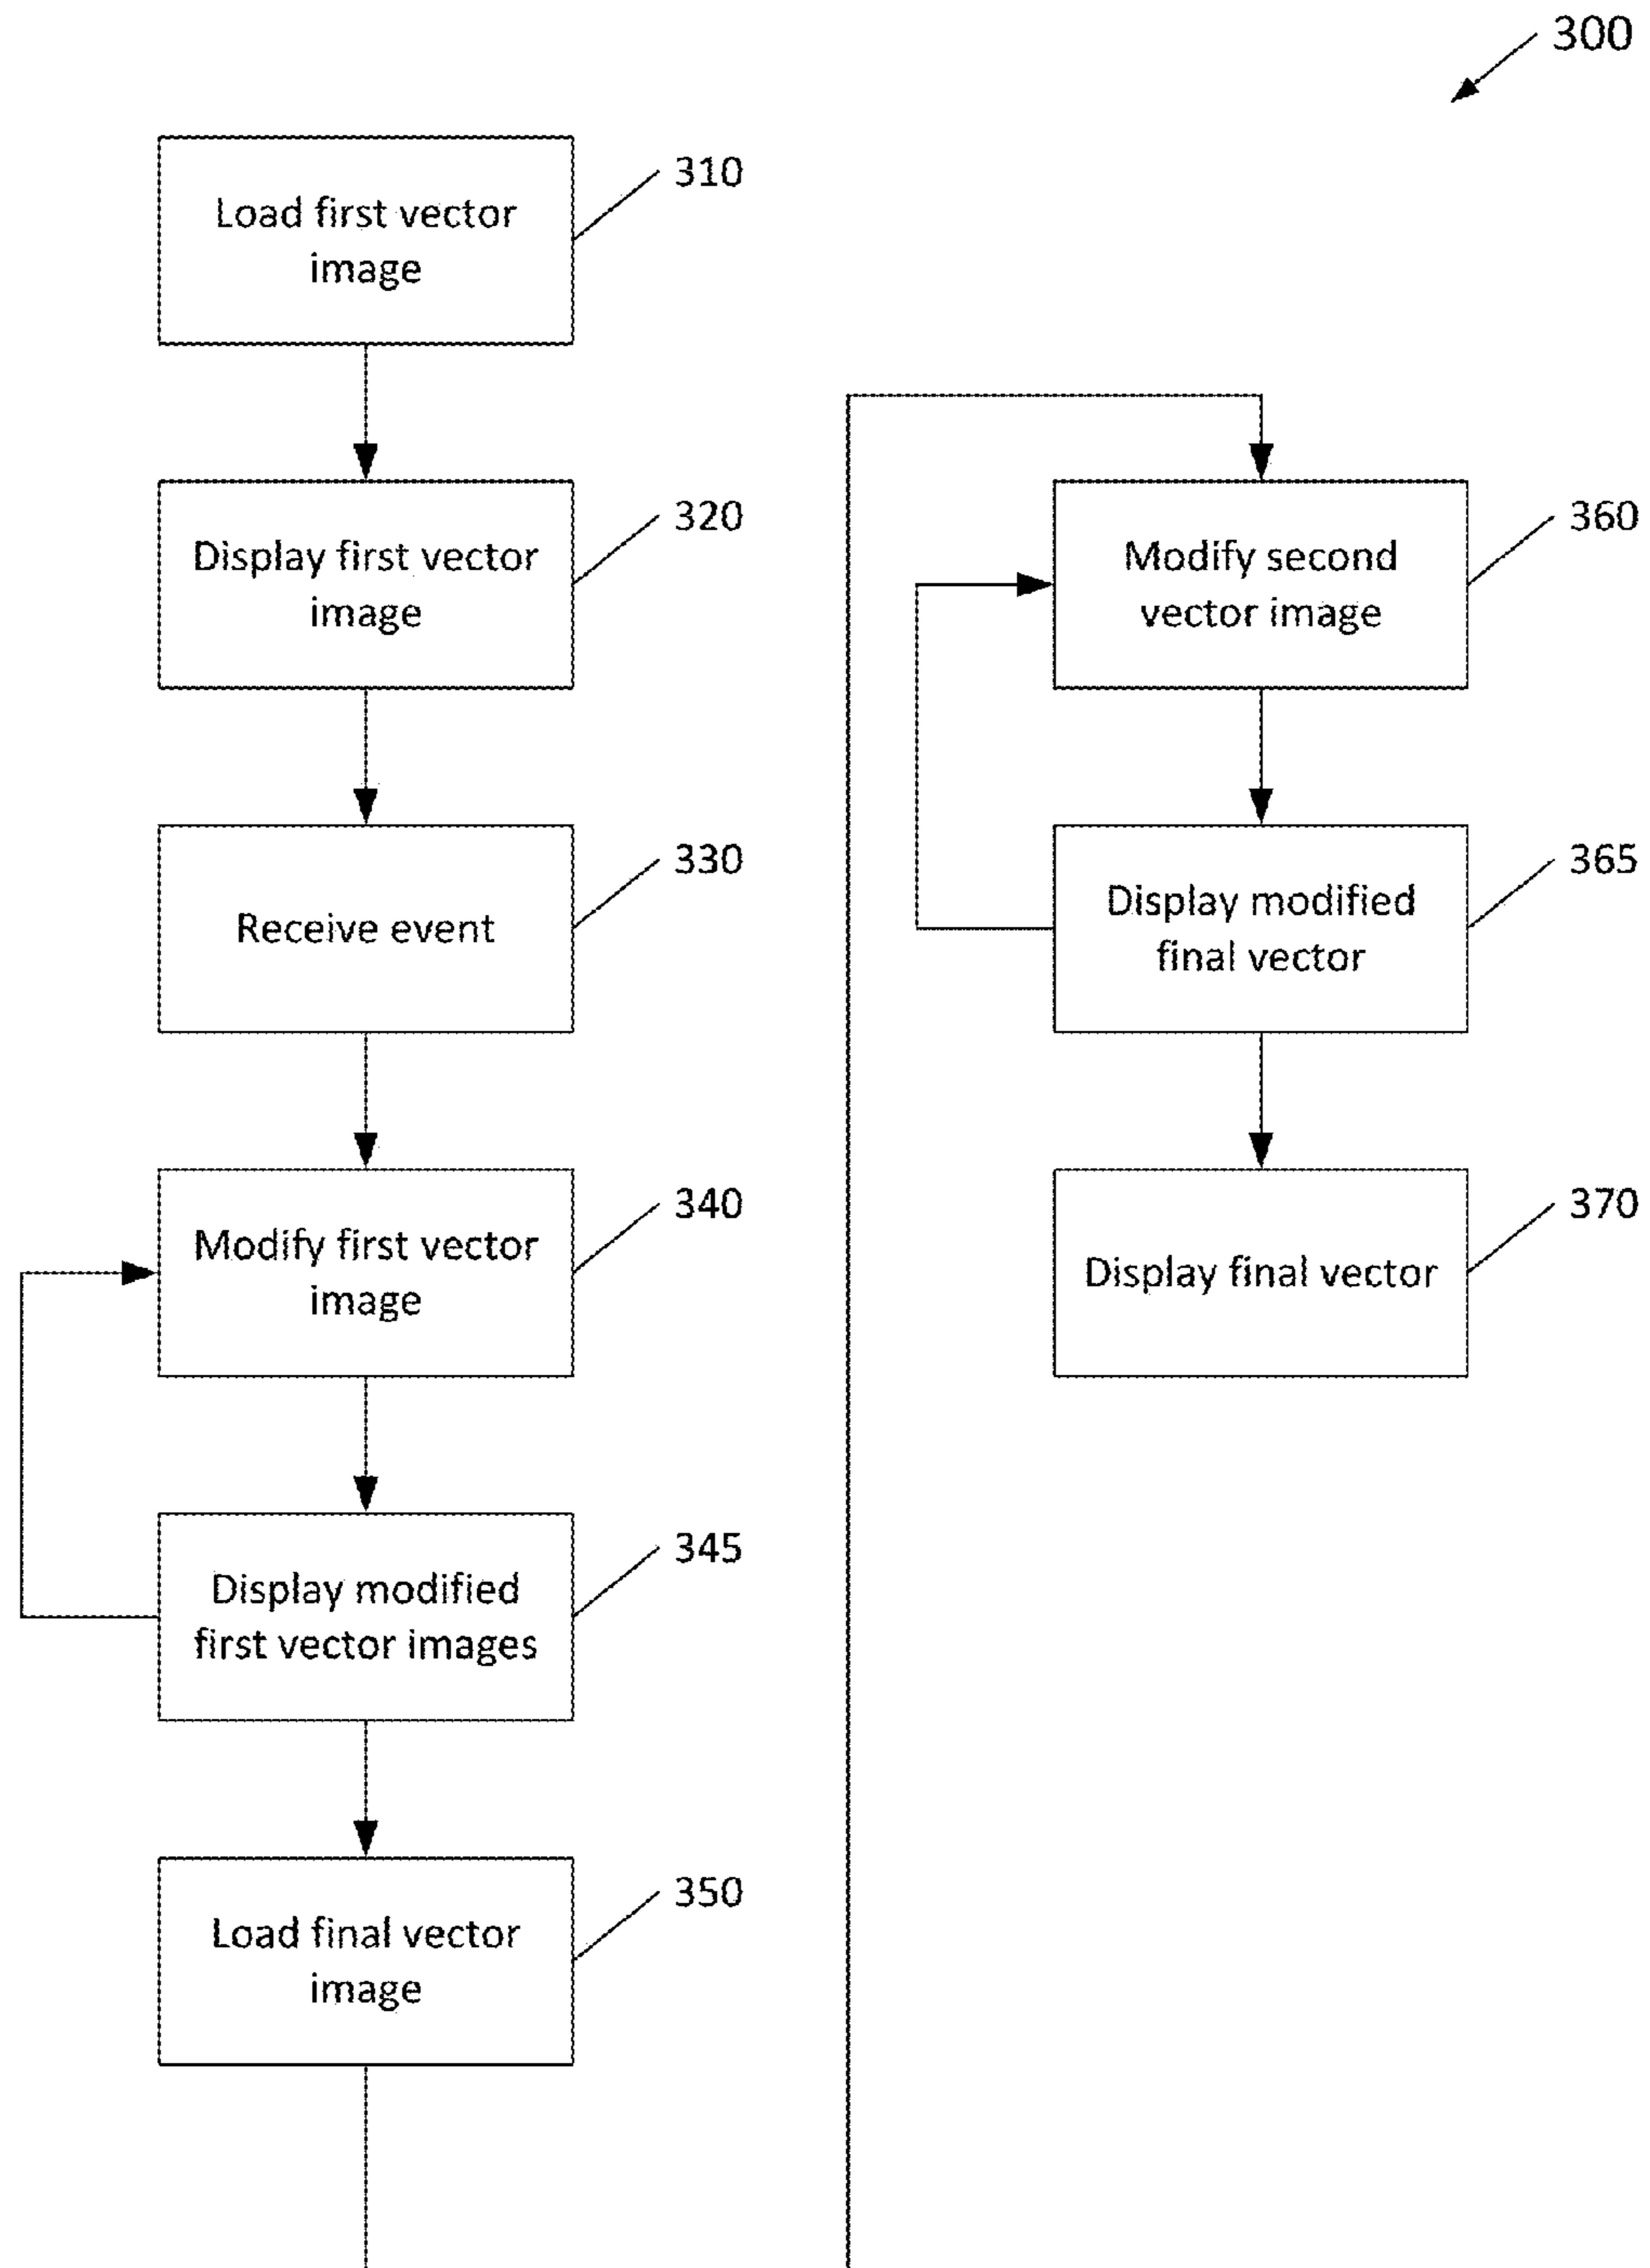 300
310
Load first vector
image
320
Display first vector
image
330
Receive event
340
Modify first vector
image
345
Display modified
first vector images
350
Load final vector
image
360
Modify second
vector image
365
Display modified
final vector
370
Display final vector